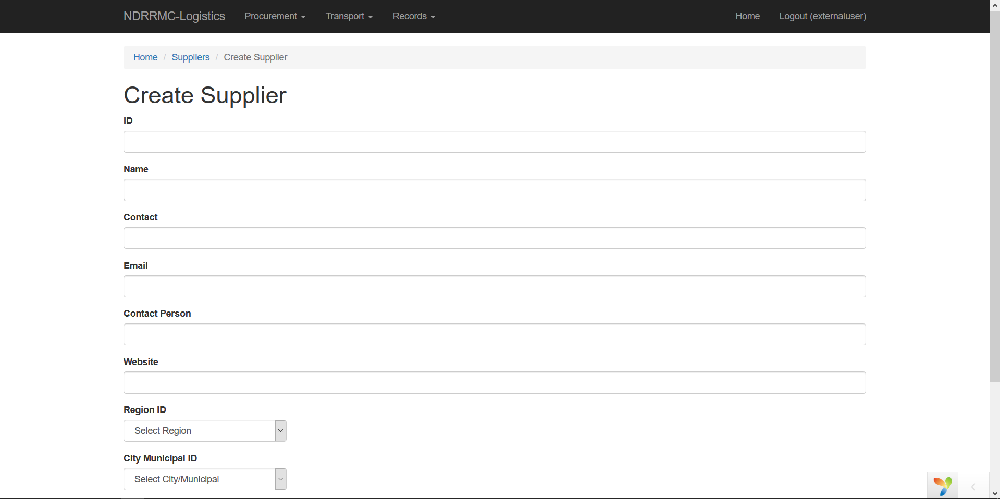 NDRRMC-Logistics Procurement Transport Records Home Logout (externaluser)
Home / Suppliers / Create Supplier
Create Supplier
ID
Name
Contact
Email
Contact Person
Website
Region ID
Select Region
City Municipal ID
Select City/Municipal